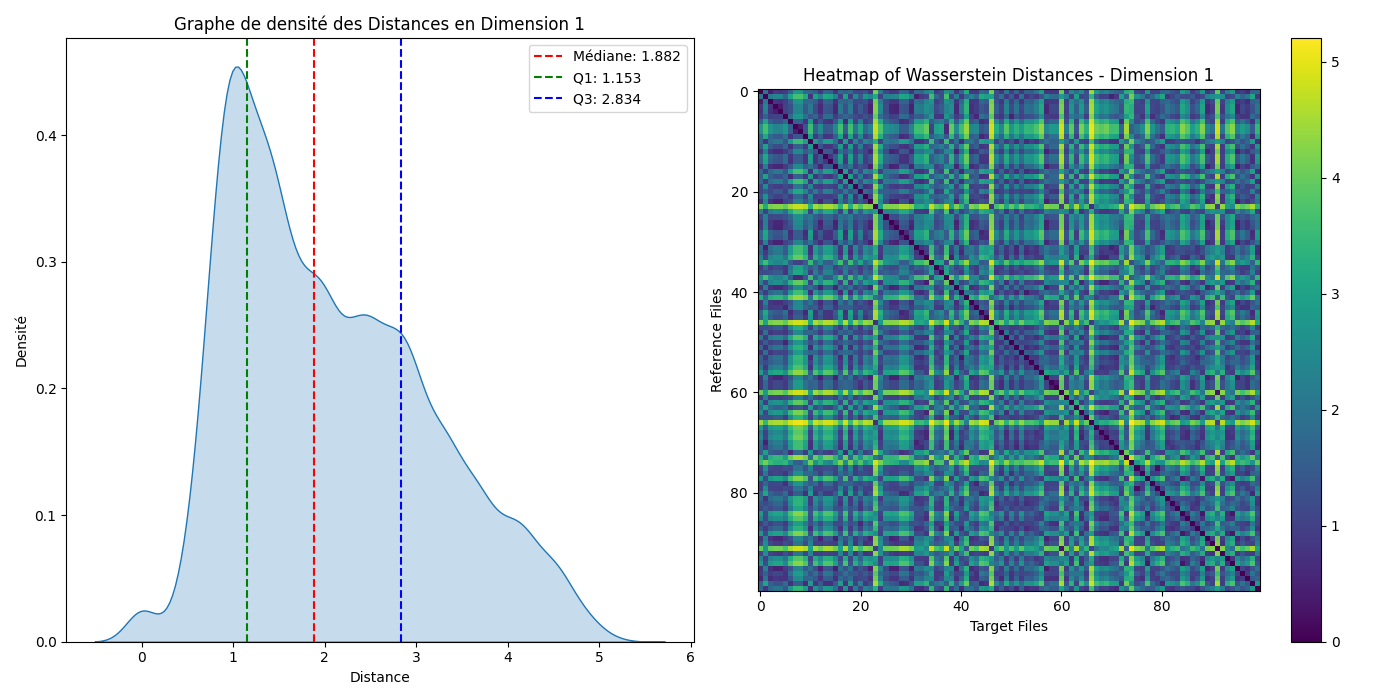 Graphe de densité des Distances en Dimension 1
Médiane: 1.882
Q1: 1.153
Q3: 2.834
Densité
0.4
0.3
0.2
0.1
0.0
0 1 2 3 4 5 6
Distance
Heatmap of Wasserstein Distances - Dimension 1
Reference Files
0
20
40
60
80
0 20 40 60 80
Target Files
5
4
3
2
1
0